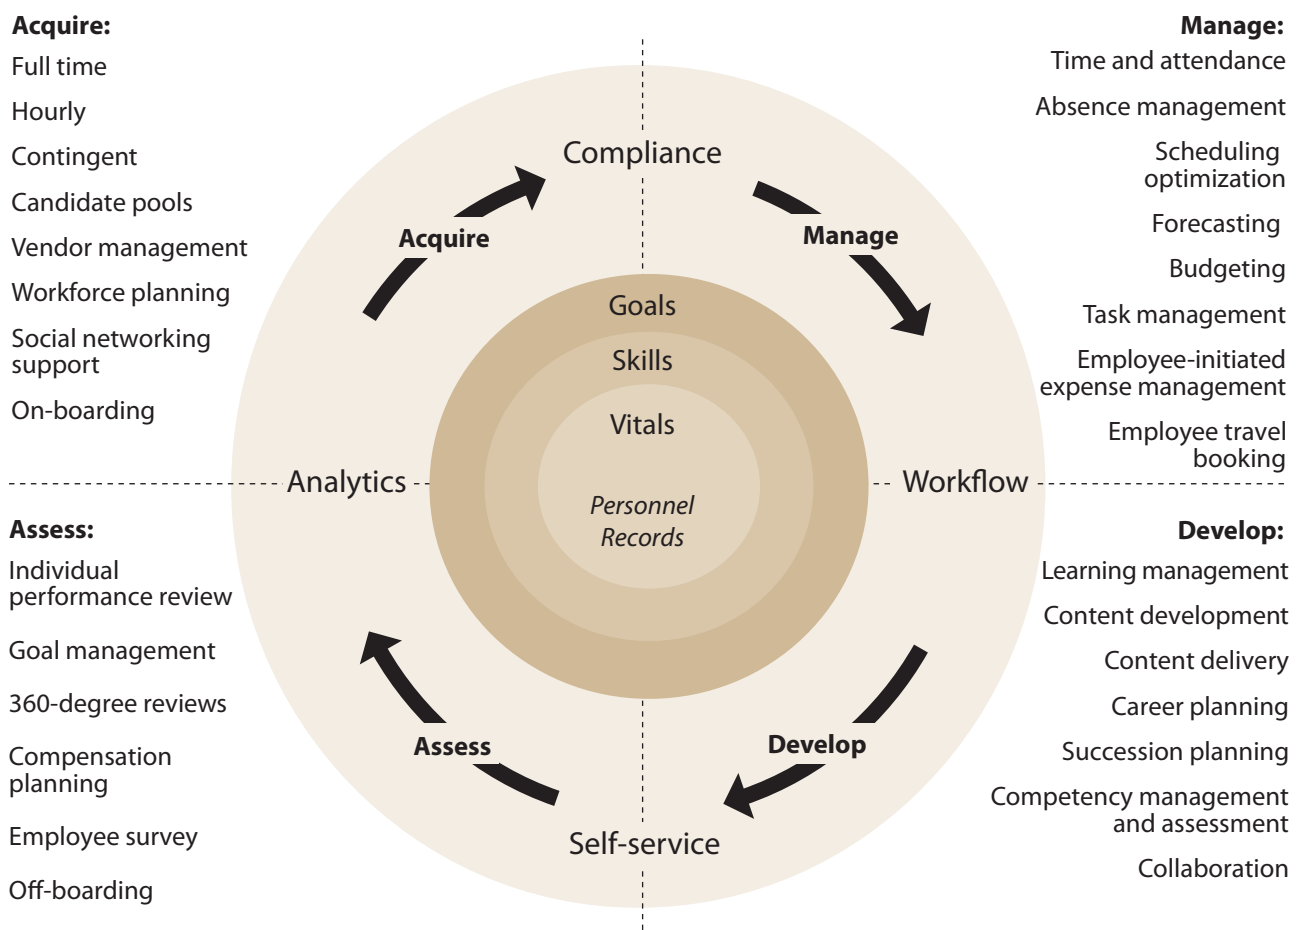 Acquire:
Full time
Hourly
Contingent
Candidate pools
Vendor management
Workforce planning
Social networking
support
On-boarding
Manage:
Time and attendance
Absence management
Scheduling
optimization
Forecasting
Budgeting
Task management
Employee-initiated
expense management
Employee travel
booking
Compliance
Acquire
Manage
Goals
Skills
Vitals
Personnel
Records
Analytics
Workflow
Assess
Develop
Self-service
Assess:
Individual
performance review
Goal management
360-degree reviews
Compensation
planning
Employee survey
Off-boarding
Develop:
Learning management
Content development
Content delivery
Career planning
Succession planning
Competency management
and assessment
Collaboration